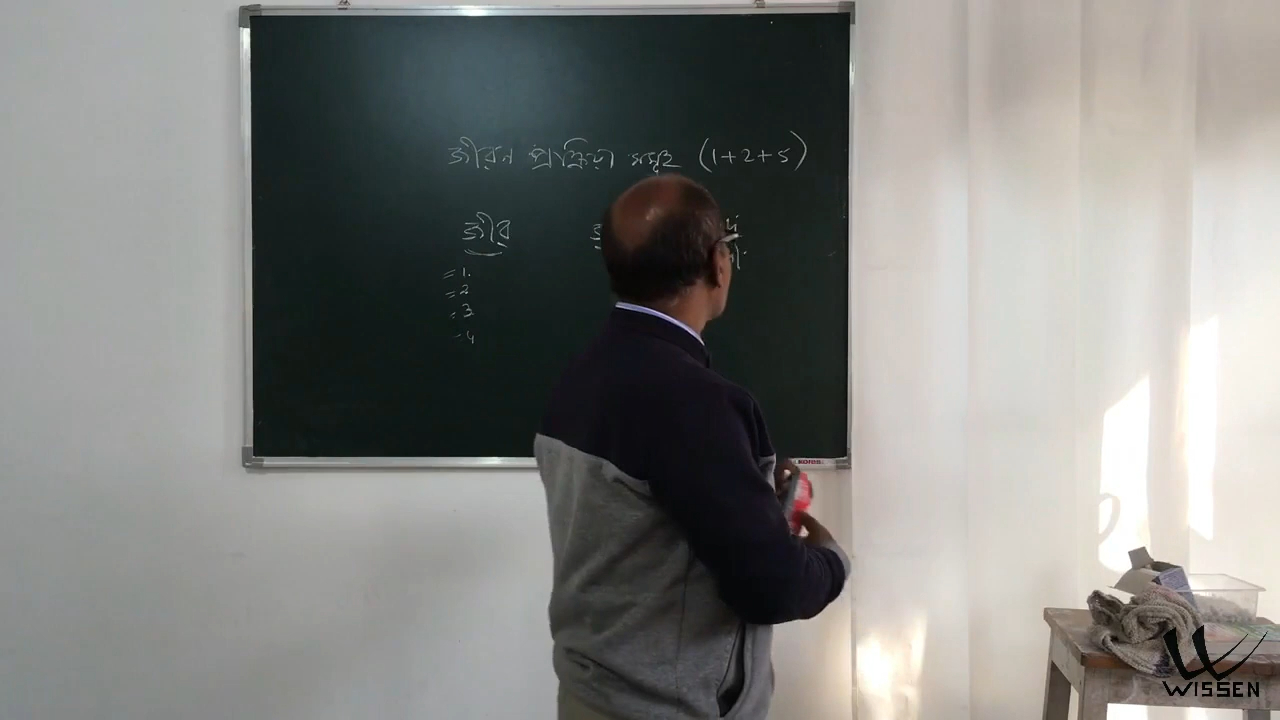 জীৱন প্ৰক্ৰিয়া সমূহ (1+2+5)
জীৱ
= 1.
= 2
- 3.
- 4
WISSEN